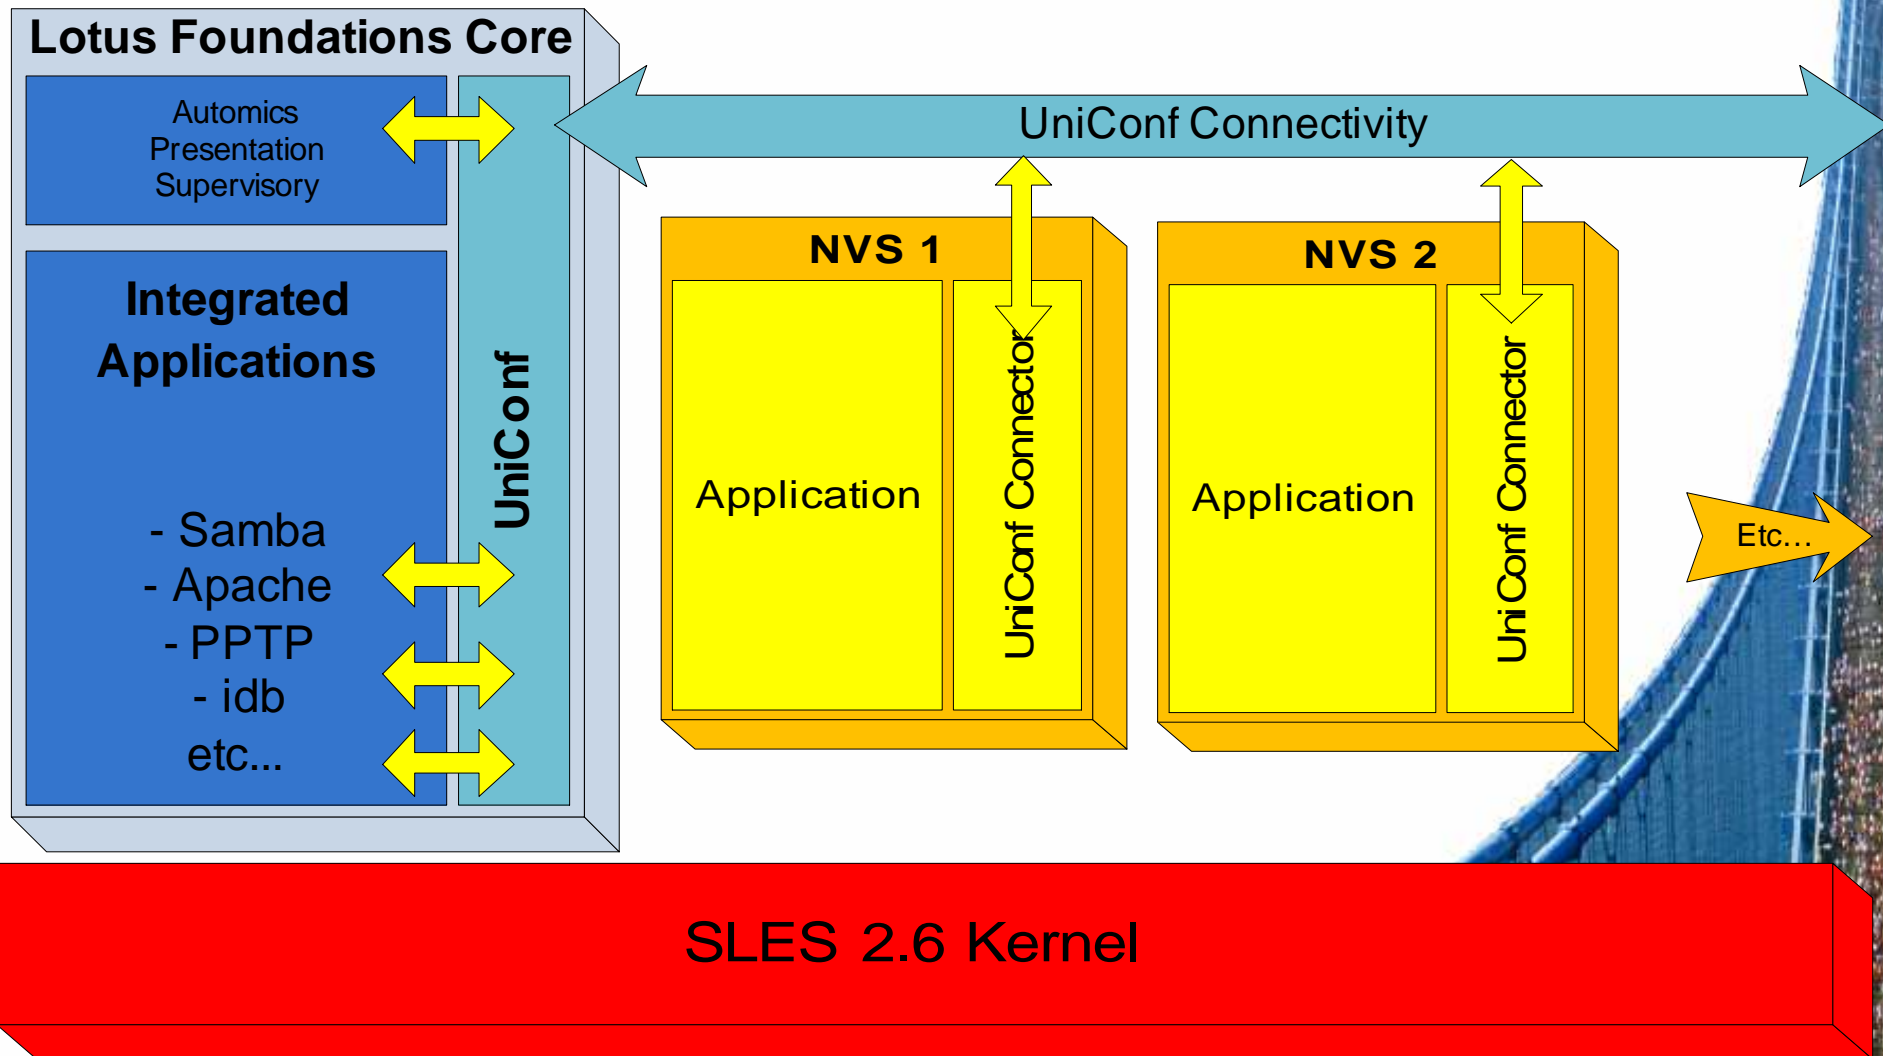 Lotus Foundations Core
Automics
Presentation
Supervisory
Integrated
Applications
- Samba
- Apache
- PPTP
- idb
etc...
UniConf
UniConf Connectivity
NVS 1
Application
UniConf Connector
NVS 2
Application
UniConf Connector
Etc...
SLES 2.6 Kernel